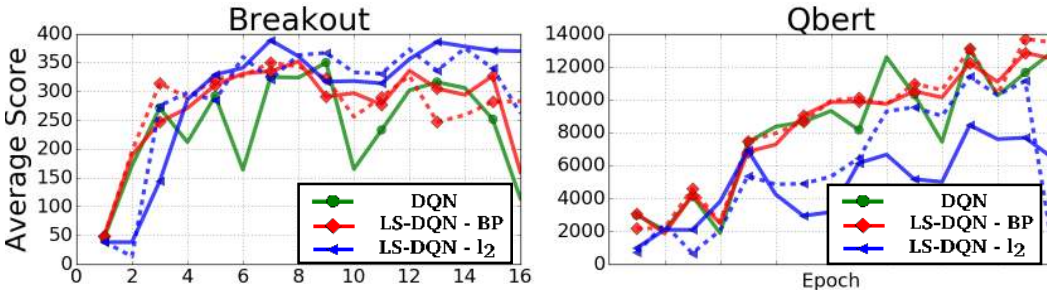 Breakout
Average Score
400
350
300
250
200
150
100
50
0
0 2 4 6 8 10 12 14 16
DQN
LS-DQN - BP
LS-DQN - l2
Qbert
14000
12000
10000
8000
6000
4000
2000
0
Epoch
DQN
LS-DQN - BP
LS-DQN - l2